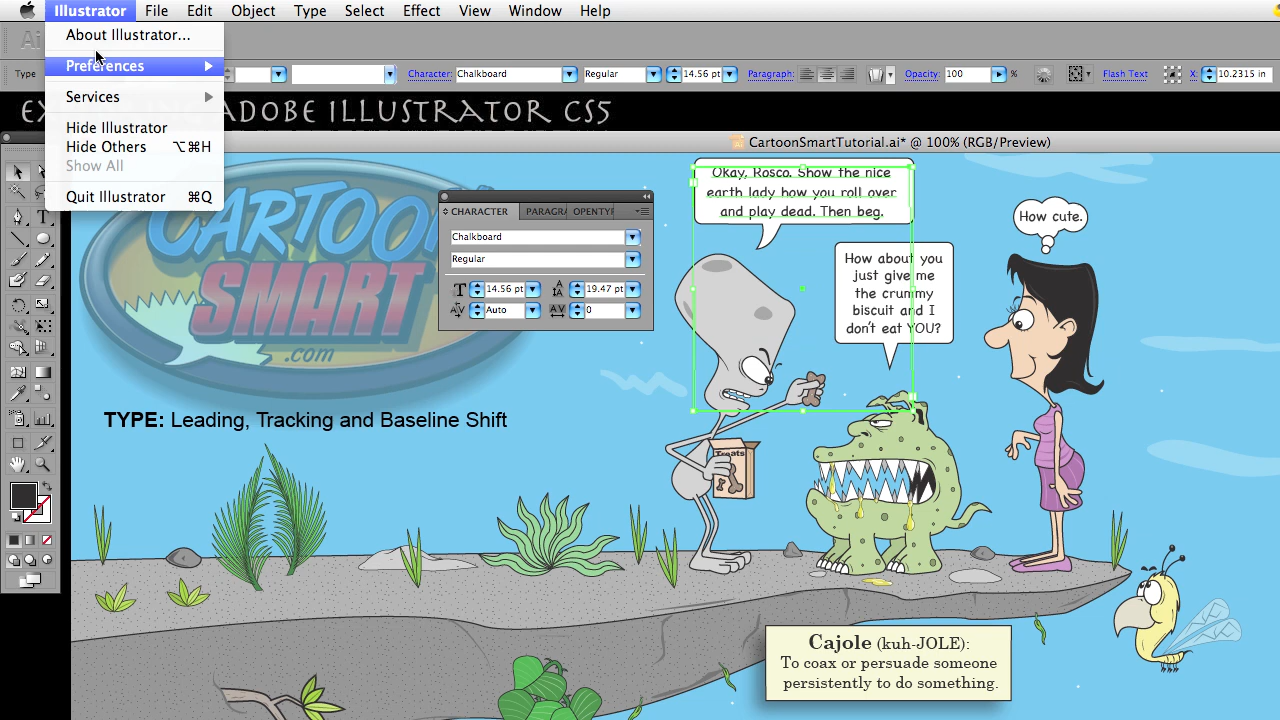 Illustrator File Edit Object Type Select Effect View Window Help
About Illustrator...
Preferences
Services
Hide Illustrator
Hide Others ⌥⌘H
Show All
Quit Illustrator ⌘Q
Ai
Type
Character: Chalkboard Regular 14.56 pt Paragraph: Opacity: 100 % Flash Text X: 10.2315 in
ADOBE ILLUSTRATOR CS5
CartoonSmartTutorial.ai* @ 100% (RGB/Preview)
CARTOON
SMART
.com
TYPE: Leading, Tracking and Baseline Shift
CHARACTER PARAGRA OPENTYP
Chalkboard
Regular
14.56 pt 19.47 pt
Auto 0
Okay, Rosco. Show the nice
earth lady how you roll over
and play dead. Then beg.
How about you
just give me
the crummy
biscuit and I
don't eat YOU?
How cute.
Treats
Cajole (kuh-JOLE):
To coax or persuade someone
persistently to do something.